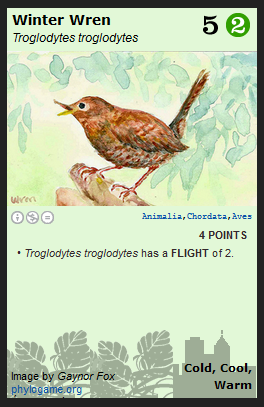 Winter Wren 5 2
Troglodytes troglodytes
Wren
Animalia,Chordata,Aves
4 POINTS
• Troglodytes troglodytes has a FLIGHT of 2.
Cold, Cool,
Warm
Image by Gaynor Fox
phylogame.org